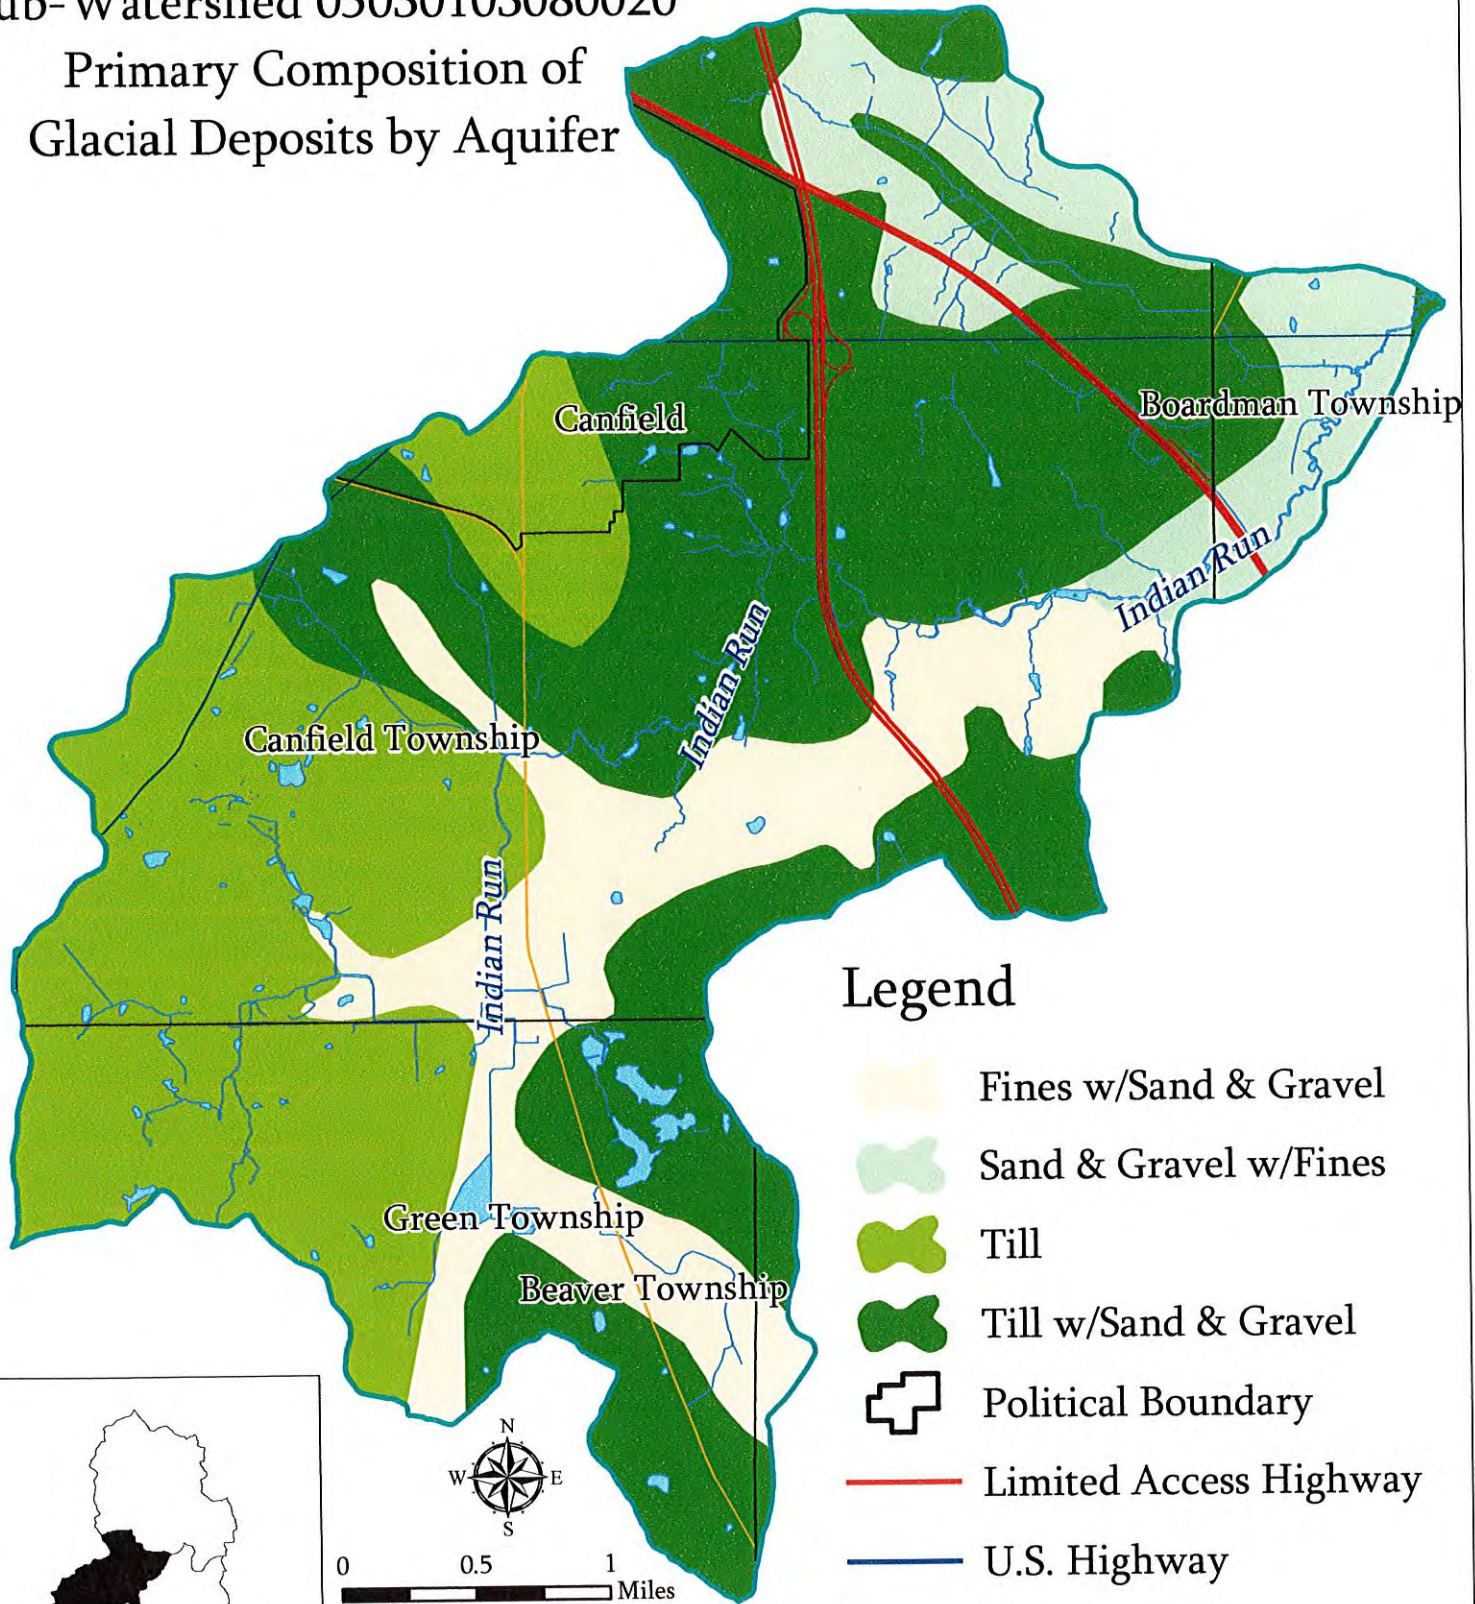 Primary Composition of
Glacial Deposits by Aquifer
Canfield
Boardman Township
Indian Run
Indian Run
Canfield Township
Indian Run
Green Township
Beaver Township
Legend
Fines w/Sand & Gravel
Sand & Gravel w/Fines
Till
Till w/Sand & Gravel
Political Boundary
Limited Access Highway
U.S. Highway
N
W E
S
0 0.5 1
Miles